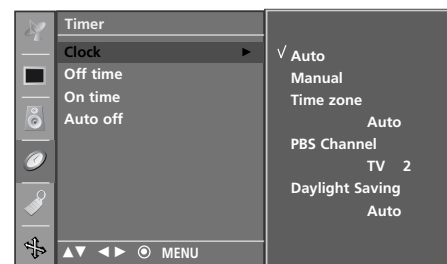 Timer
Clock ►
Off time
On time
Auto off
▲▼ ◄► ⦿ MENU
√ Auto
Manual
Time zone
Auto
PBS Channel
TV 2
Daylight Saving
Auto